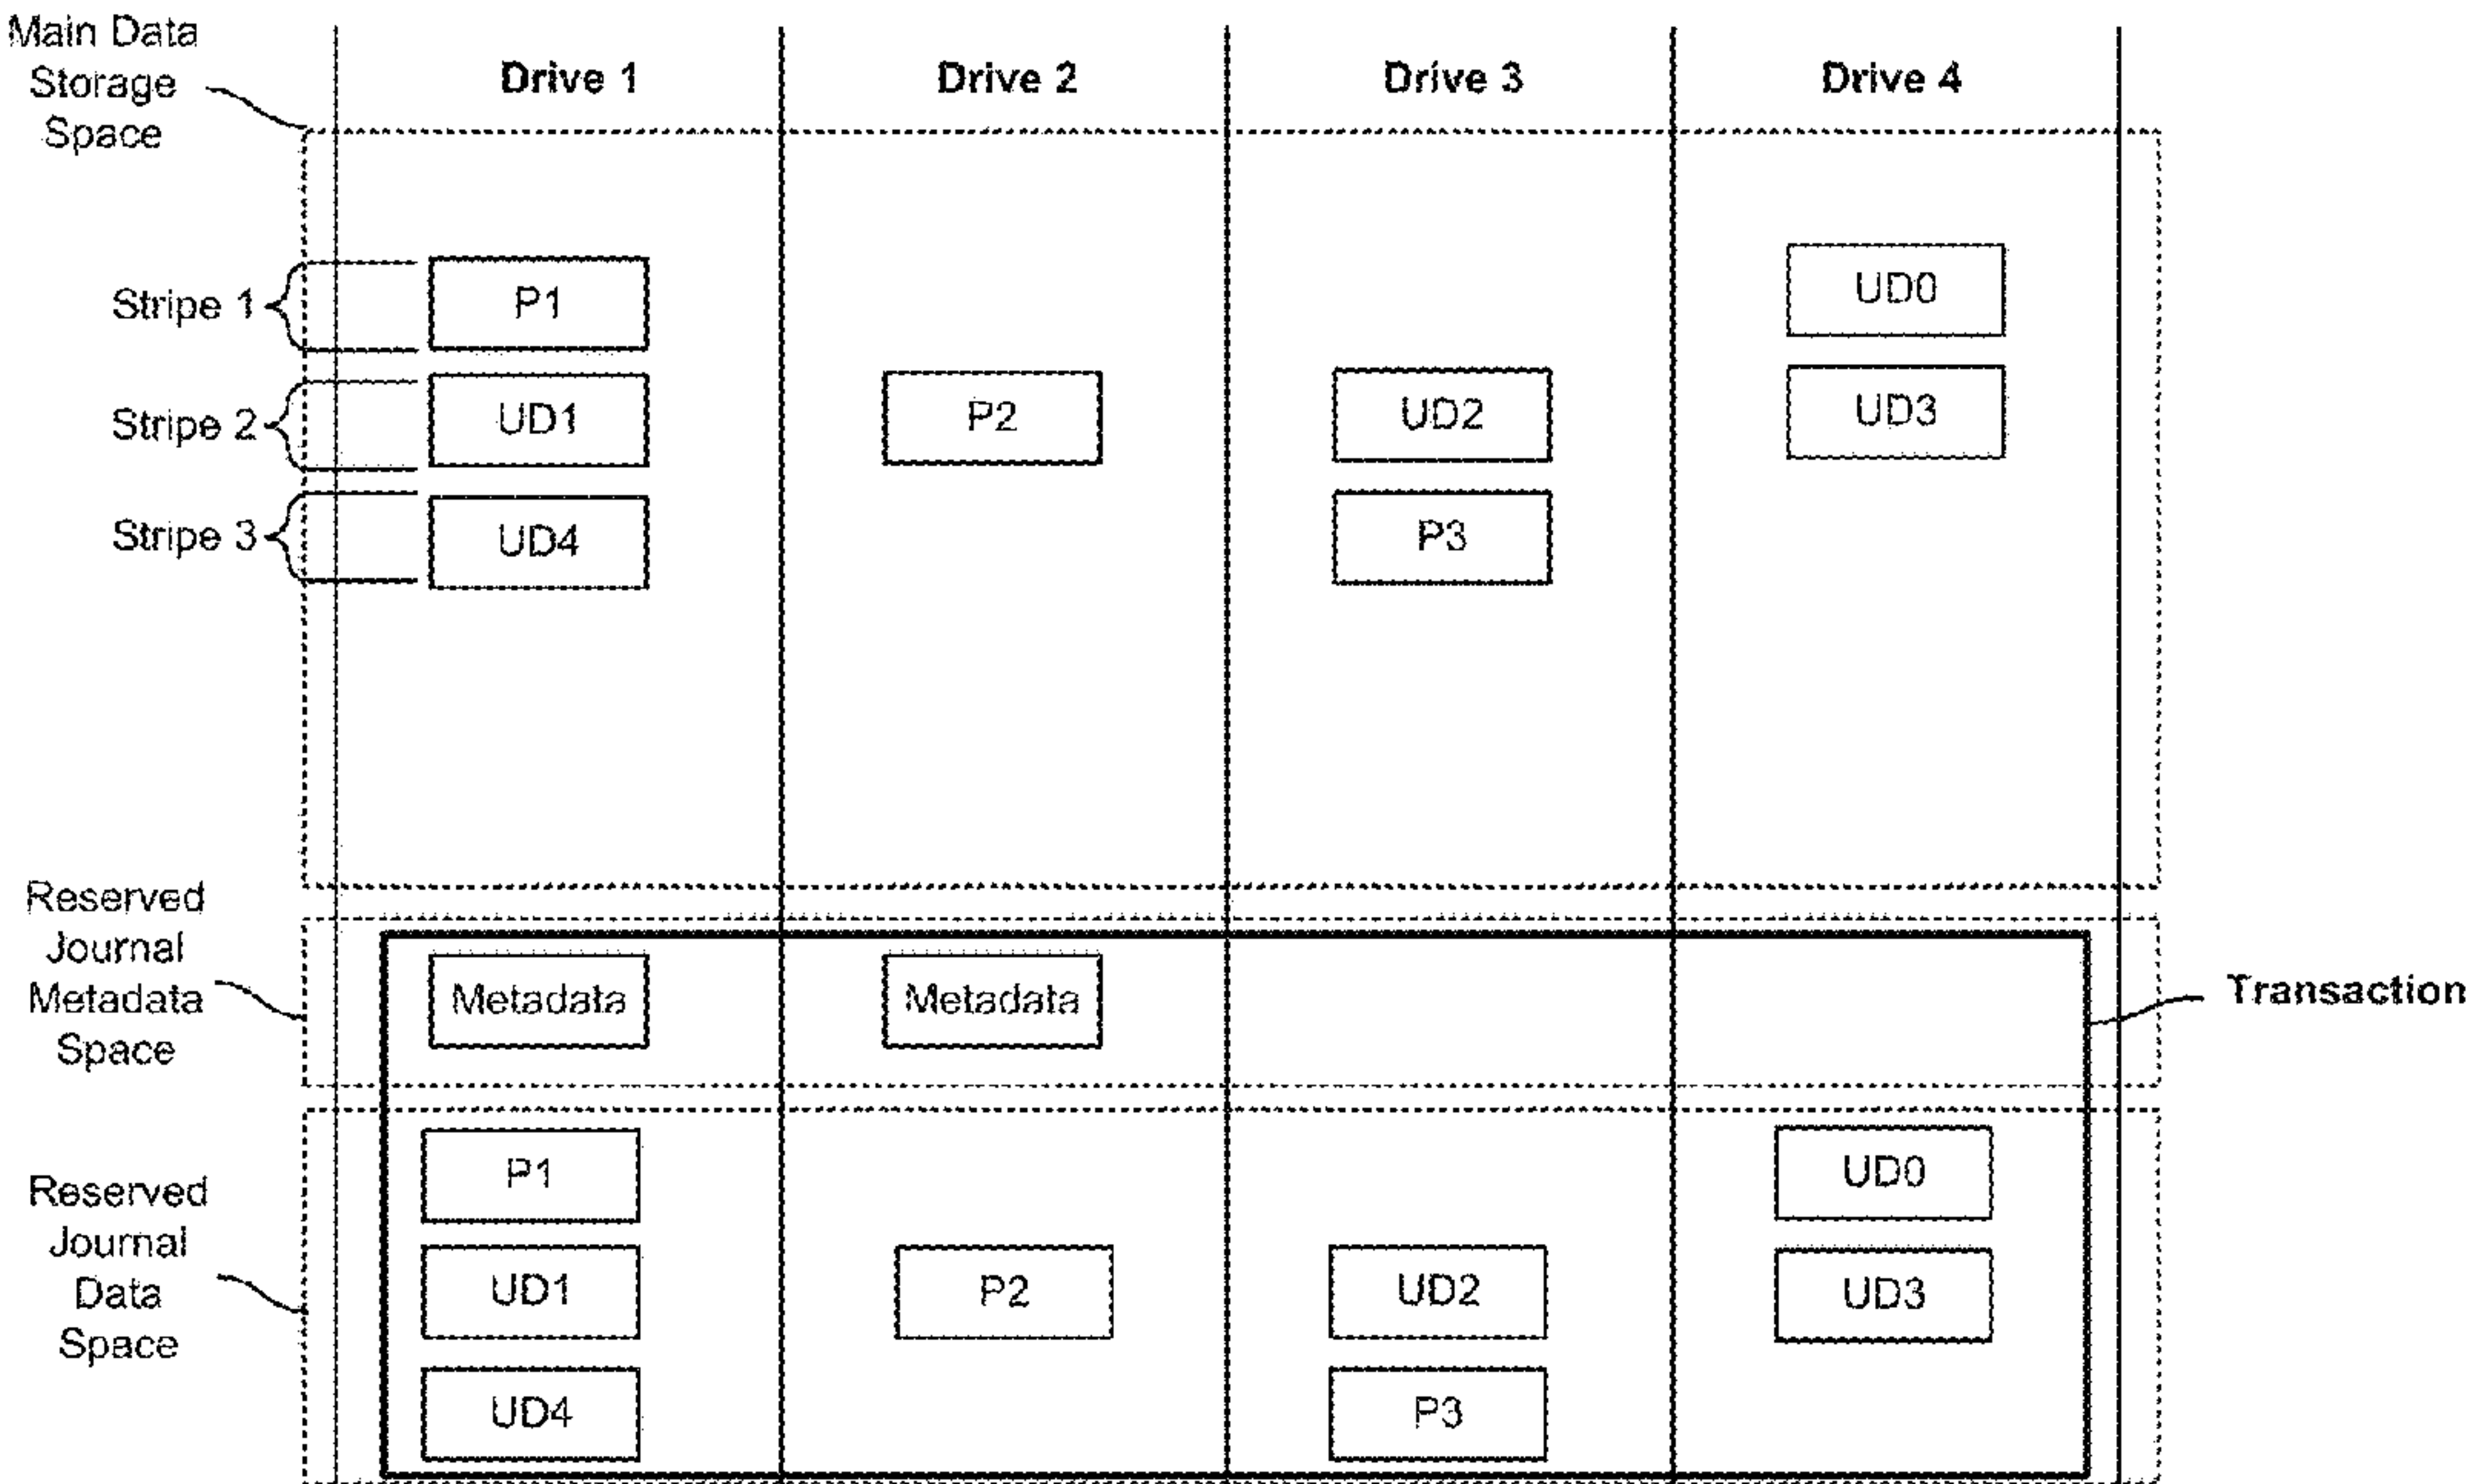 Main Data
Storage
Space
Drive 1
Drive 2
Drive 3
Drive 4
Stripe 1
P1
UD0
Stripe 2
UD1
P2
UD2
UD3
Stripe 3
UD4
P3
Reserved
Journal
Metadata
Space
Metadata
Metadata
Transaction
Reserved
Journal
Data
Space
P1
UD0
UD1
P2
UD2
UD3
UD4
P3